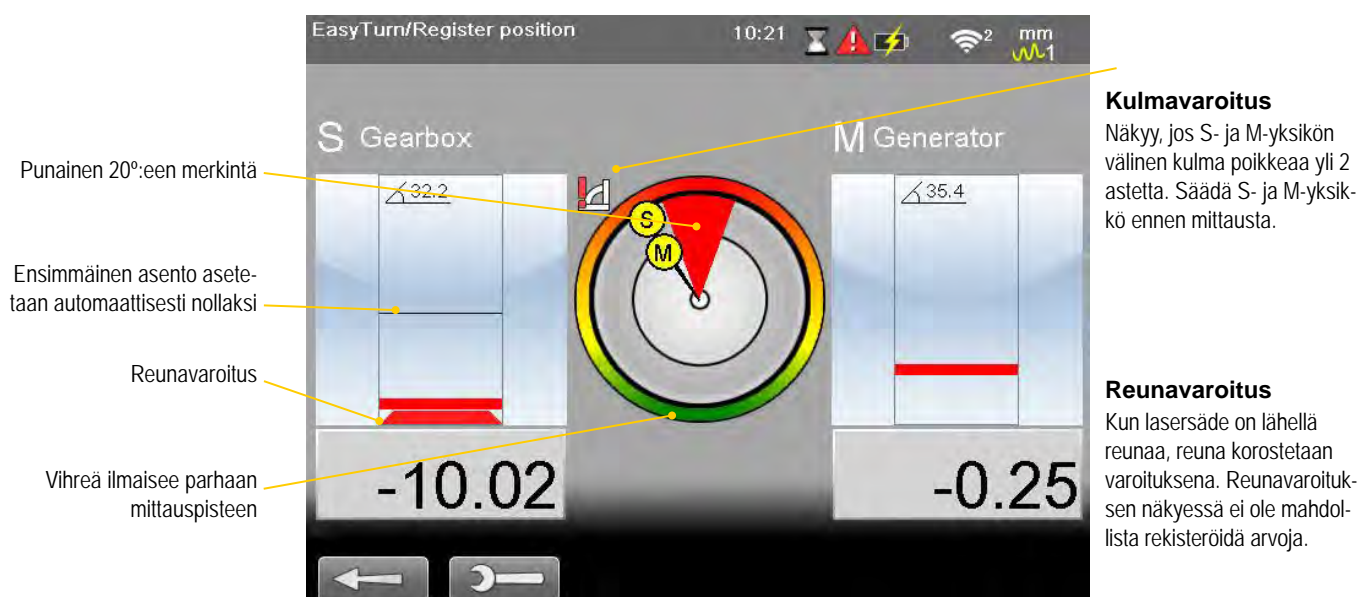 EasyTurn/Register position
10:21
2
mm
1
S Gearbox
M Generator
32.2
35.4
S
M
-10.02
-0.25
Punainen 20º:een merkintä
Ensimmäinen asento asete-
taan automaattisesti nollaksi
Reunavaroitus
Vihreä ilmaisee parhaan
mittauspisteen
Kulmavaroitus
Näkyy, jos S- ja M-yksikön
välinen kulma poikkeaa yli 2
astetta. Säädä S- ja M-yksik-
kö ennen mittausta.
Reunavaroitus
Kun lasersäde on lähellä
reunaa, reuna korostetaan
varoituksena. Reunavaroituk-
sen näkyessä ei ole mahdol-
lista rekisteröidä arvoja.